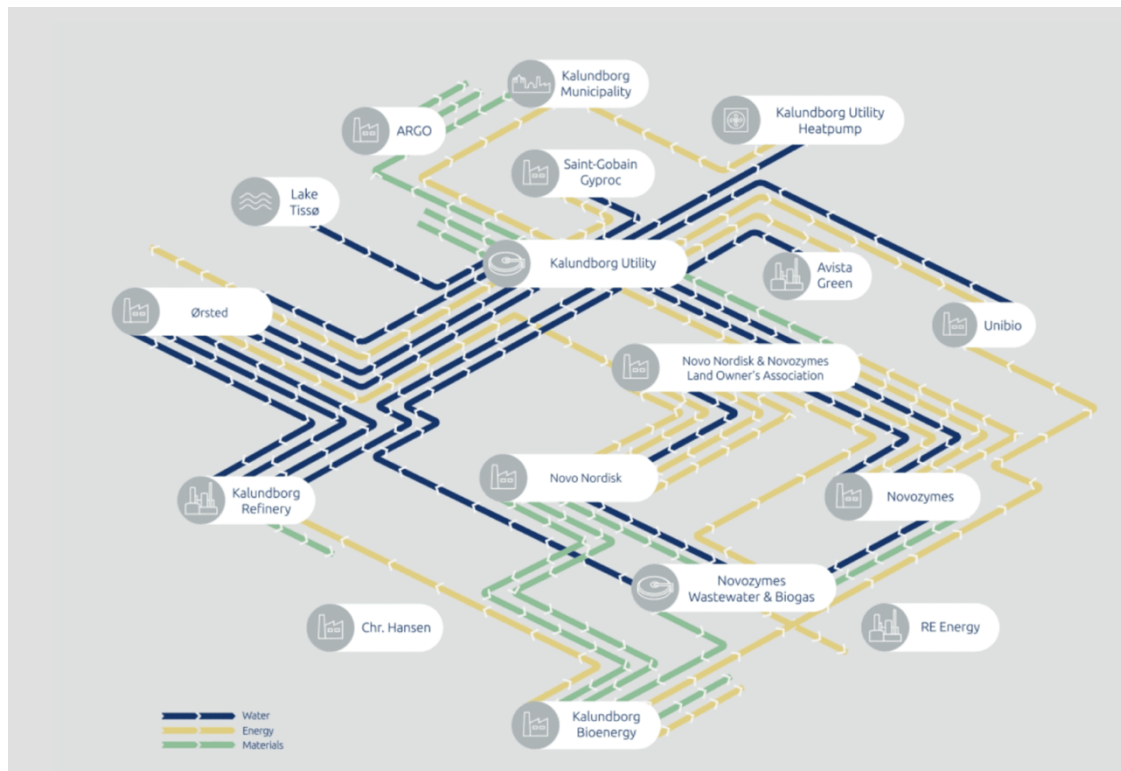 Kalundborg
Municipality
ARGO
Kalundborg Utility
Heatpump
Saint-Gobain
Gyproc
Lake
Tissø
Kalundborg Utility
Avista
Green
Ørsted
Unibio
Novo Nordisk & Novozymes
Land Owner's Association
Novo Nordisk
Kalundborg
Refinery
Novozymes
Novozymes
Wastewater & Biogas
Chr. Hansen
RE Energy
Kalundborg
Bioenergy
Water
Energy
Materials